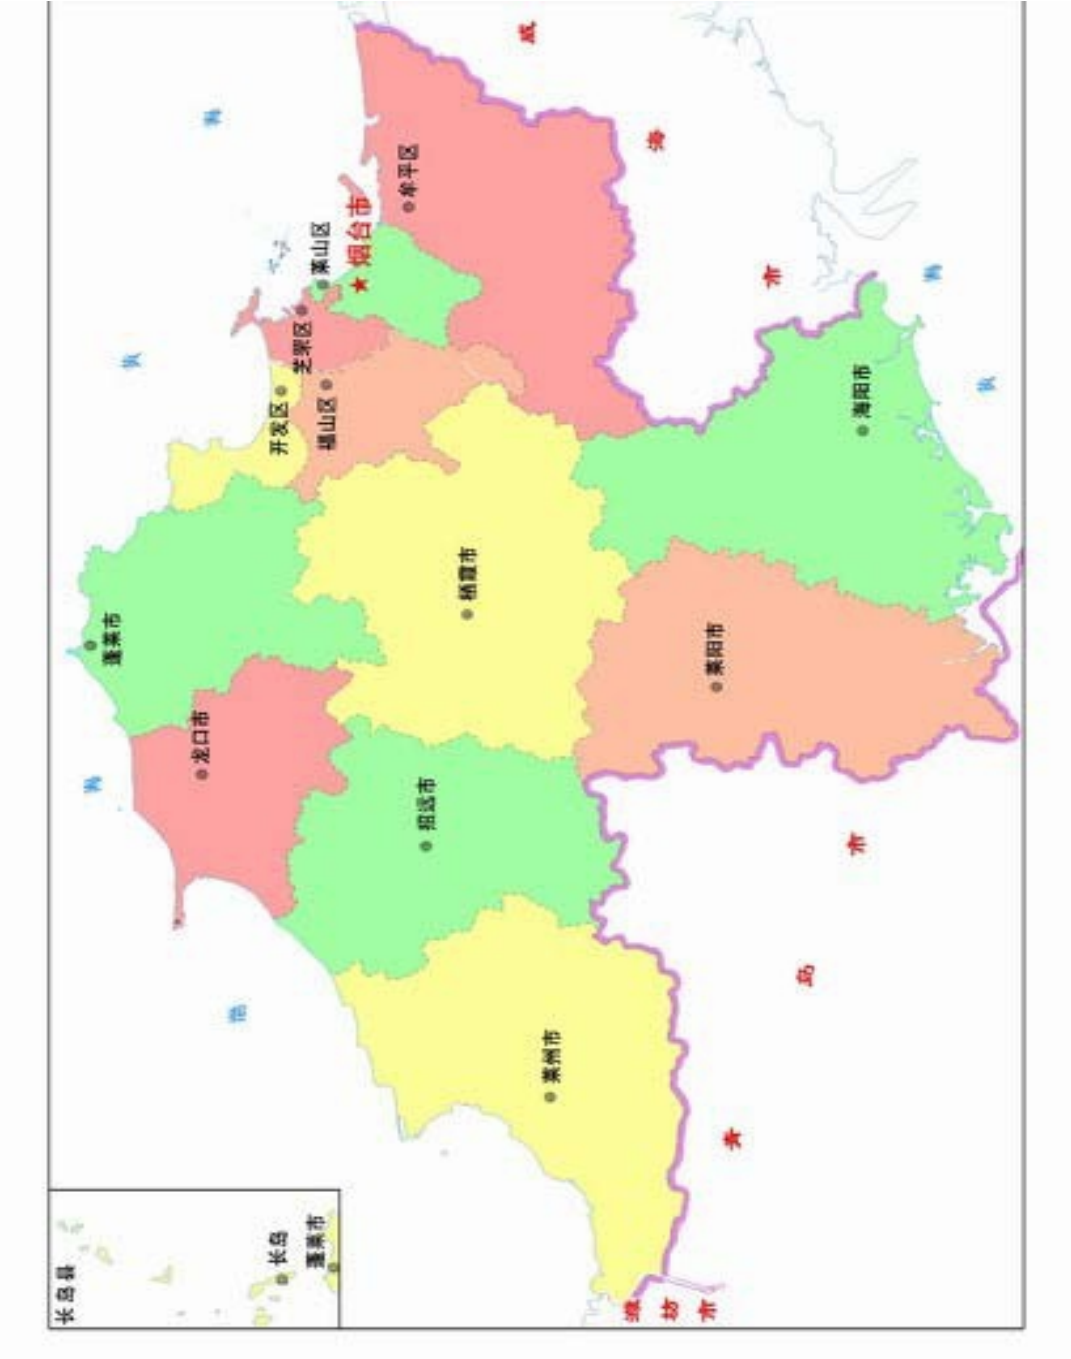 长岛县
长岛
蓬莱市
渤海
黄海
蓬莱市
龙口市
开发区
芝罘区
莱山区
福山区
烟台市
牟平区
招远市
栖霞市
莱州市
莱阳市
海阳市
威海市
青岛市
潍坊市
黄海